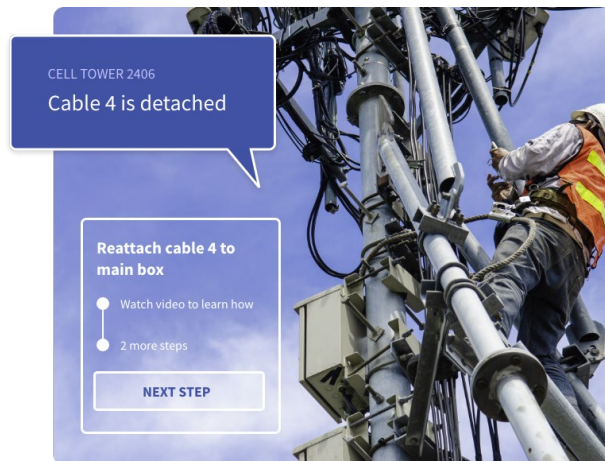 CELL TOWER 2406
Cable 4 is detached
Reattach cable 4 to
main box
Watch video to learn how
2 more steps
NEXT STEP